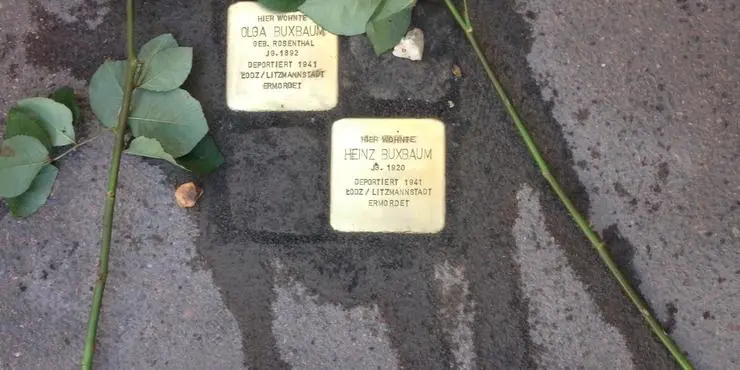 HIER WOHNTE
OLGA BUXBAUM
GEB. ROSENTHAL
JG. 1892
DEPORTIERT 1941
ŁODZ / LITZMANNSTADT
ERMORDET
HIER WOHNTE
HEINZ BUXBAUM
JG. 1920
DEPORTIERT 1941
ŁODZ / LITZMANNSTADT
ERMORDET